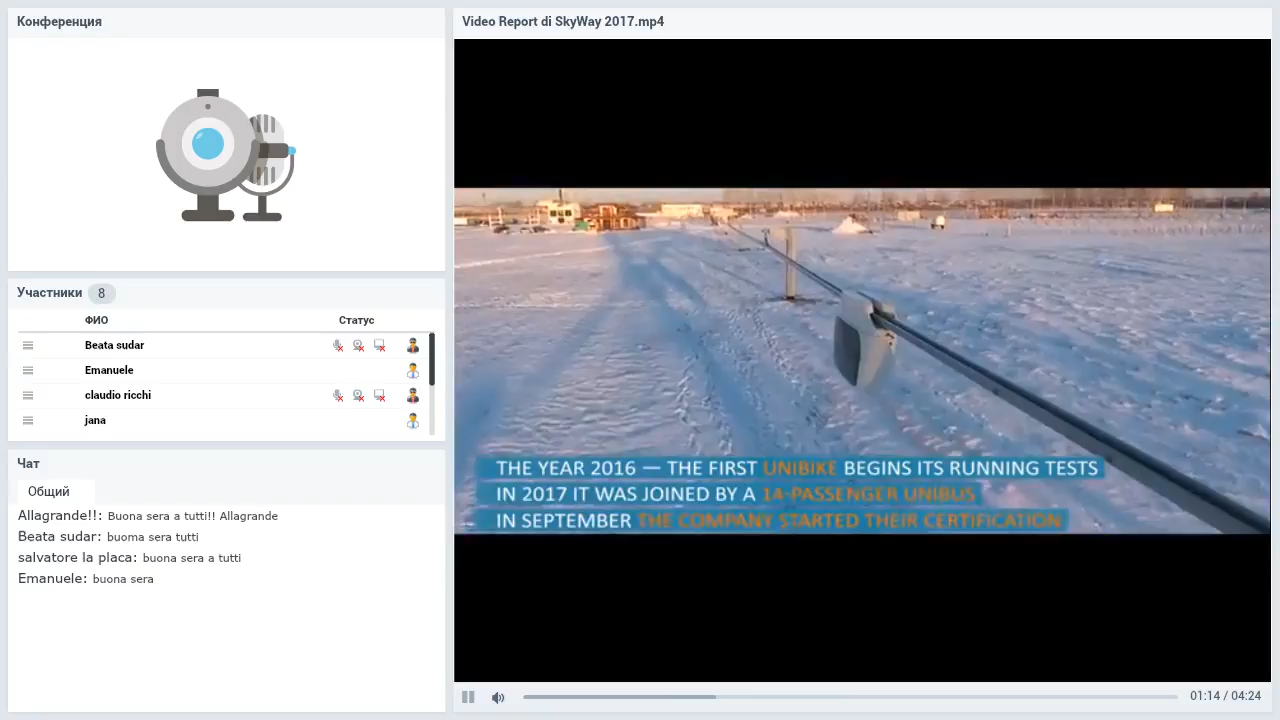 Конференция
Участники 8
ФИО Статус
Beata sudar
Emanuele
claudio ricchi
jana
Чат
Общий
Allagrande!!: Buona sera a tutti!! Allagrande
Beata sudar: buoma sera tutti
salvatore la placa: buona sera a tutti
Emanuele: buona sera
Video Report di SkyWay 2017.mp4
THE YEAR 2016 — THE FIRST UNIBIKE BEGINS ITS RUNNING TESTS
IN 2017 IT WAS JOINED BY A 14-PASSENGER UNIBUS
IN SEPTEMBER THE COMPANY STARTED THEIR CERTIFICATION
01:14 / 04:24